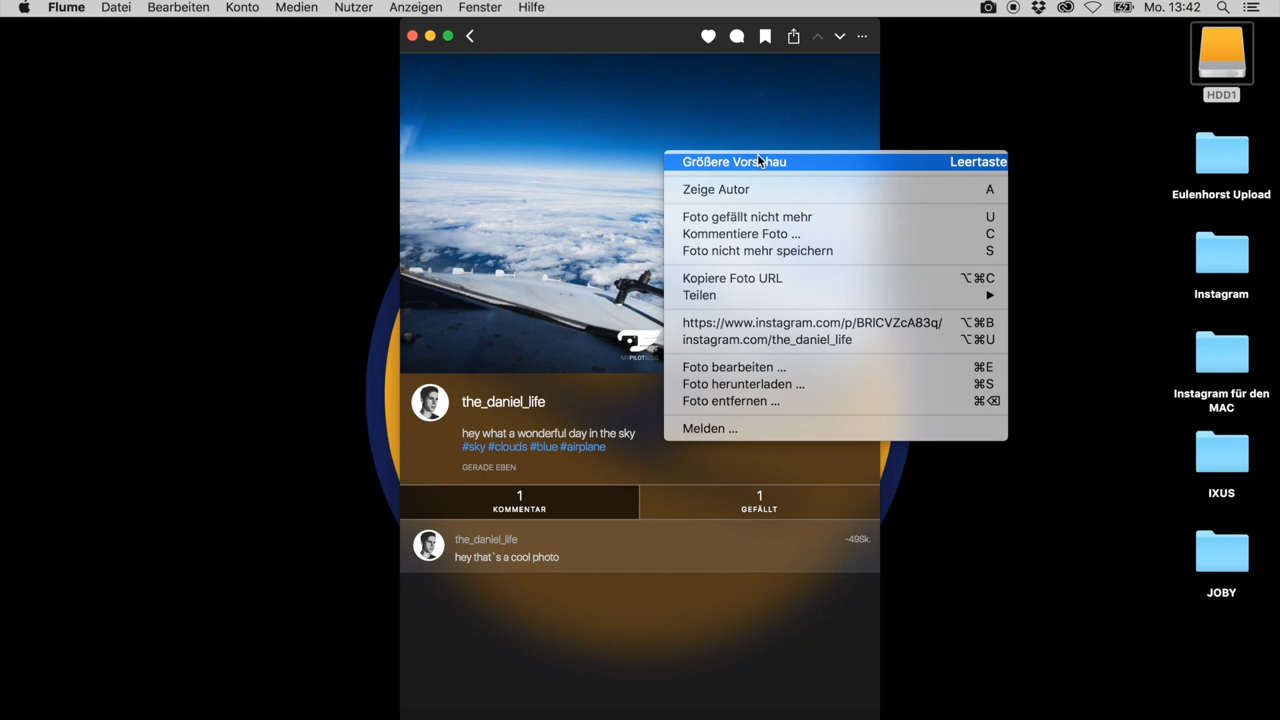 Flume Datei Bearbeiten Konto Medien Nutzer Anzeigen Fenster Hilfe Mo. 13:42
HDD1
Größere Vorschau Leertaste
Zeige Autor A
Foto gefällt nicht mehr U
Kommentiere Foto ... C
Foto nicht mehr speichern S
Kopiere Foto URL ⌥⌘C
Teilen ▶
https://www.instagram.com/p/BRlCVZcA83q/ ⌥⌘B
instagram.com/the_daniel_life ⌥⌘U
Foto bearbeiten ... ⌘E
Foto herunterladen ... ⌘S
Foto entfernen ... ⌘⌫
Melden ...
MYPILOTBLOG
the_daniel_life
hey what a wonderful day in the sky
#sky #clouds #blue #airplane
GERADE EBEN
1
KOMMENTAR
1
GEFÄLLT
the_daniel_life -49Sk.
hey that`s a cool photo
Eulenhorst Upload
Instagram
Instagram für den
MAC
IXUS
JOBY